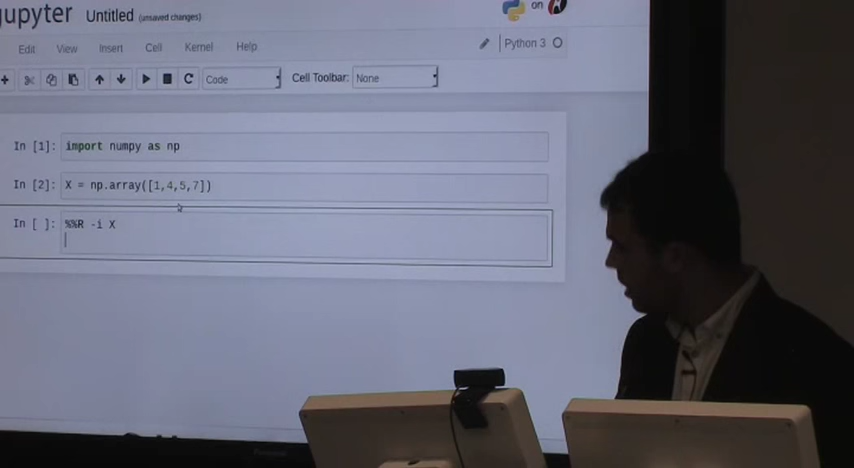 jupyter Untitled (unsaved changes) on
Edit View Insert Cell Kernel Help Python 3
Code Cell Toolbar: None
In [1]: import numpy as np
In [2]: X = np.array([1,4,5,7])
In [ ]: %%R -i X